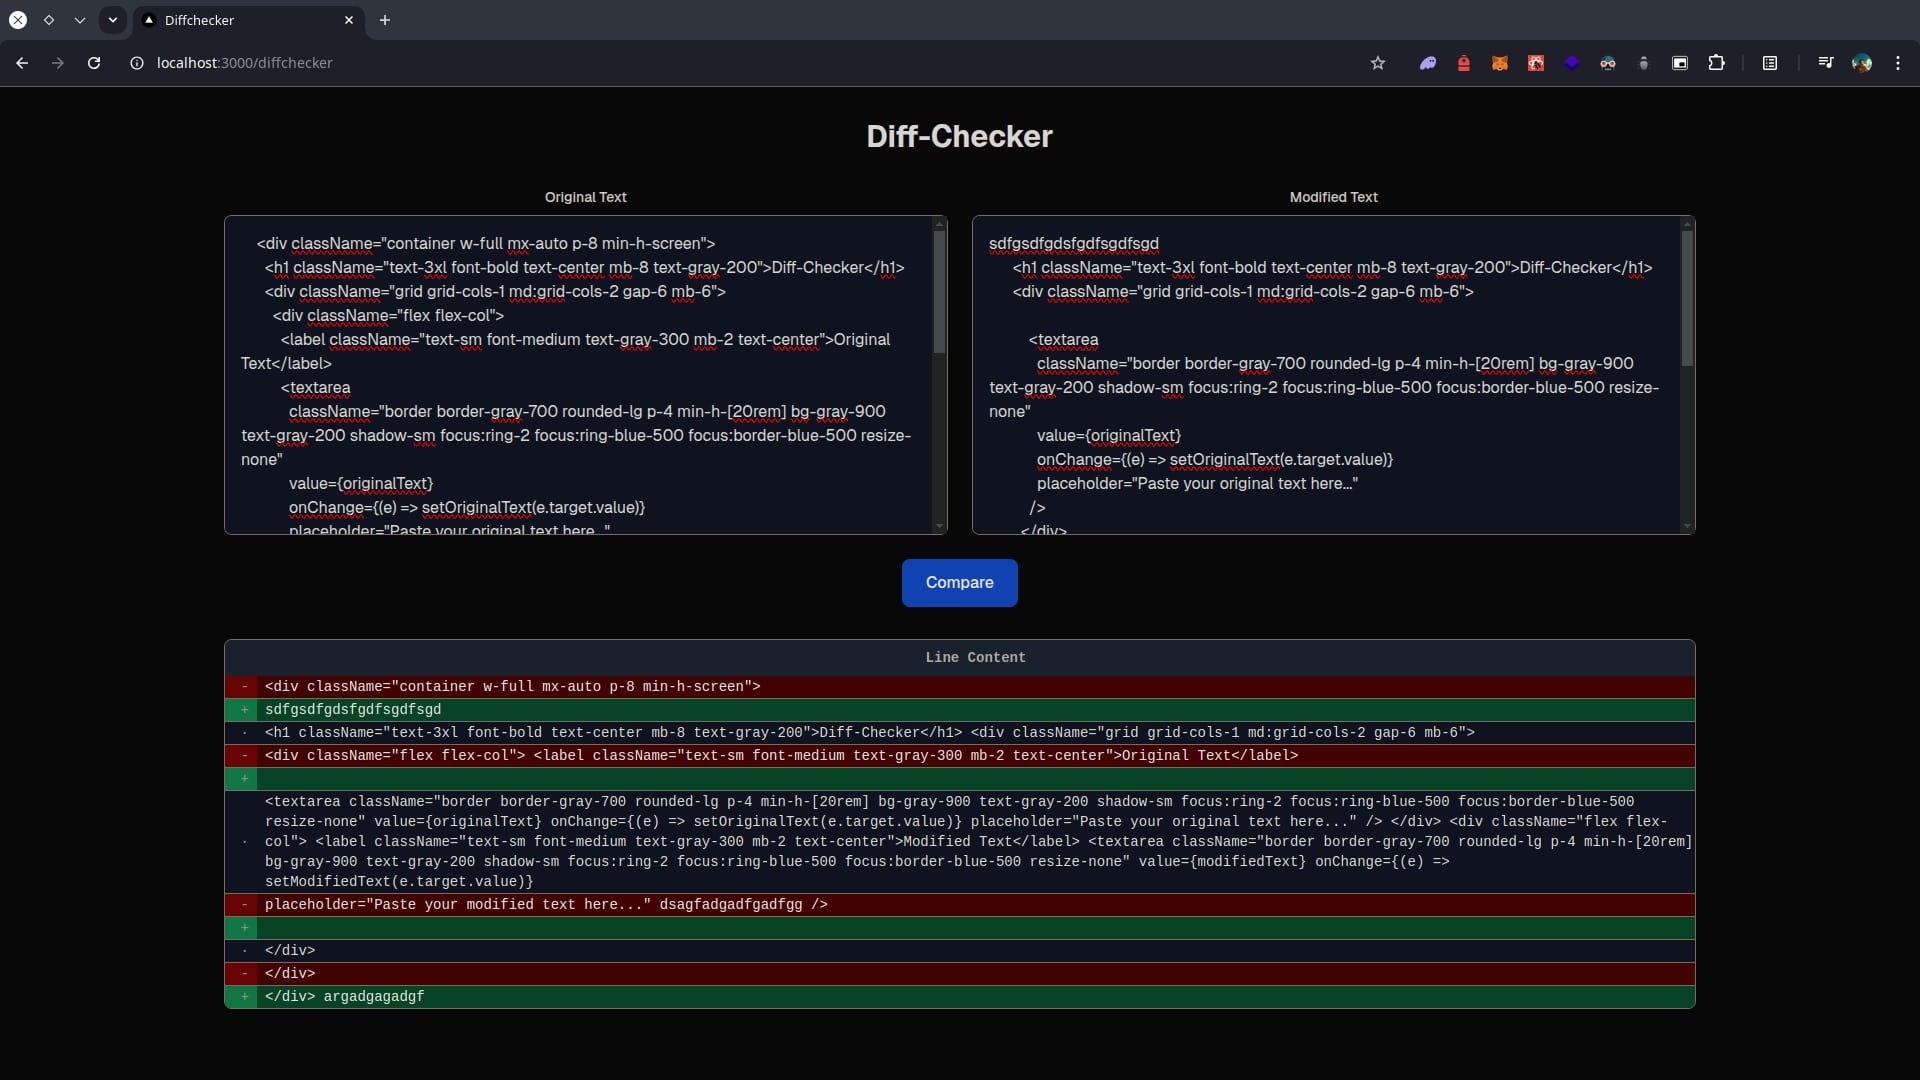 Diffchecker
localhost:3000/diffchecker
Diff-Checker
Original Text
<div className="container w-full mx-auto p-8 min-h-screen">
<h1 className="text-3xl font-bold text-center mb-8 text-gray-200">Diff-Checker</h1>
<div className="grid grid-cols-1 md:grid-cols-2 gap-6 mb-6">
<div className="flex flex-col">
<label className="text-sm font-medium text-gray-300 mb-2 text-center">Original
Text</label>
<textarea
className="border border-gray-700 rounded-lg p-4 min-h-[20rem] bg-gray-900
text-gray-200 shadow-sm focus:ring-2 focus:ring-blue-500 focus:border-blue-500 resize-
none"
value={originalText}
onChange={(e) => setOriginalText(e.target.value)}
placeholder="Paste your original text here..."
Modified Text
sdfgsdfgdsfgdfsgdfsgd
<h1 className="text-3xl font-bold text-center mb-8 text-gray-200">Diff-Checker</h1>
<div className="grid grid-cols-1 md:grid-cols-2 gap-6 mb-6">
<textarea
className="border border-gray-700 rounded-lg p-4 min-h-[20rem] bg-gray-900
text-gray-200 shadow-sm focus:ring-2 focus:ring-blue-500 focus:border-blue-500 resize-
none"
value={originalText}
onChange={(e) => setOriginalText(e.target.value)}
placeholder="Paste your original text here..."
/>
</div>
Compare
Line Content
- <div className="container w-full mx-auto p-8 min-h-screen">
+ sdfgsdfgdsfgdfsgdfsgd
· <h1 className="text-3xl font-bold text-center mb-8 text-gray-200">Diff-Checker</h1> <div className="grid grid-cols-1 md:grid-cols-2 gap-6 mb-6">
- <div className="flex flex-col"> <label className="text-sm font-medium text-gray-300 mb-2 text-center">Original Text</label>
+
<textarea className="border border-gray-700 rounded-lg p-4 min-h-[20rem] bg-gray-900 text-gray-200 shadow-sm focus:ring-2 focus:ring-blue-500 focus:border-blue-500
resize-none" value={originalText} onChange={(e) => setOriginalText(e.target.value)} placeholder="Paste your original text here..." /> </div> <div className="flex flex-
· col"> <label className="text-sm font-medium text-gray-300 mb-2 text-center">Modified Text</label> <textarea className="border border-gray-700 rounded-lg p-4 min-h-[20rem]
bg-gray-900 text-gray-200 shadow-sm focus:ring-2 focus:ring-blue-500 focus:border-blue-500 resize-none" value={modifiedText} onChange={(e) =>
setModifiedText(e.target.value)}
- placeholder="Paste your modified text here..." dsagfadgadfgadfgg />
+
· </div>
- </div>
+ </div> argadgagadgf